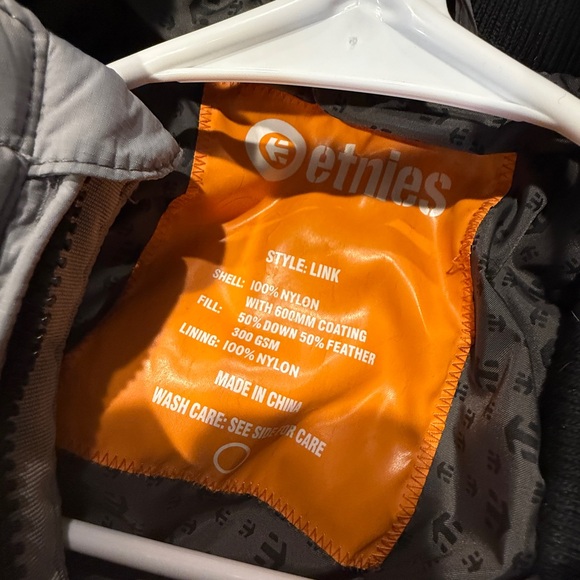 etnies
STYLE: LINK
SHELL: 100% NYLON
WITH 600MM COATING
FILL: 50% DOWN 50% FEATHER
300 GSM
LINING: 100% NYLON
MADE IN CHINA
WASH CARE: SEE SIDE FOR CARE